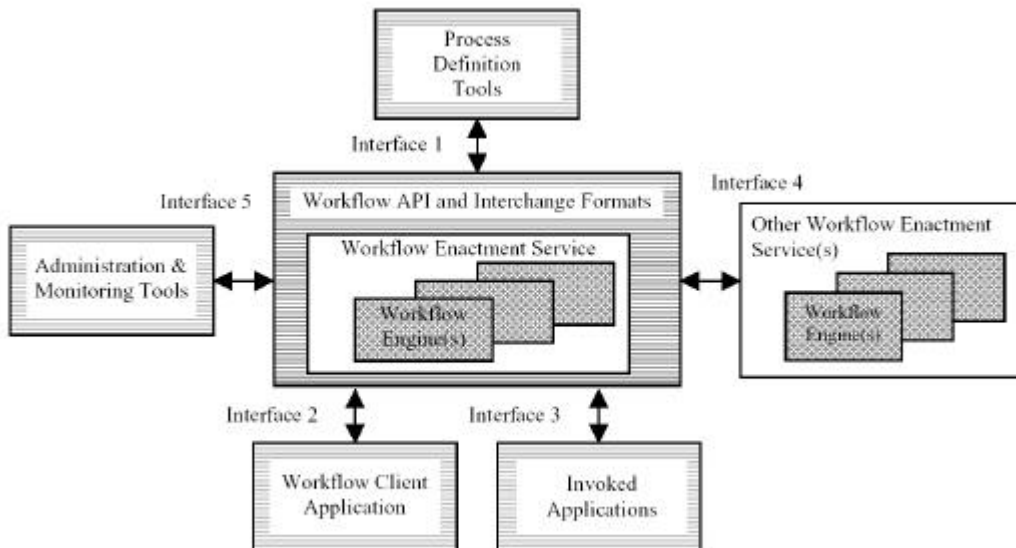 Process
Definition
Tools
Interface 1
Interface 5
Workflow API and Interchange Formats
Interface 4
Workflow Enactment Service
Workflow
Engine(s)
Administration &
Monitoring Tools
Other Workflow Enactment
Service(s)
Workflow
Engine(s)
Interface 2
Interface 3
Workflow Client
Application
Invoked
Applications